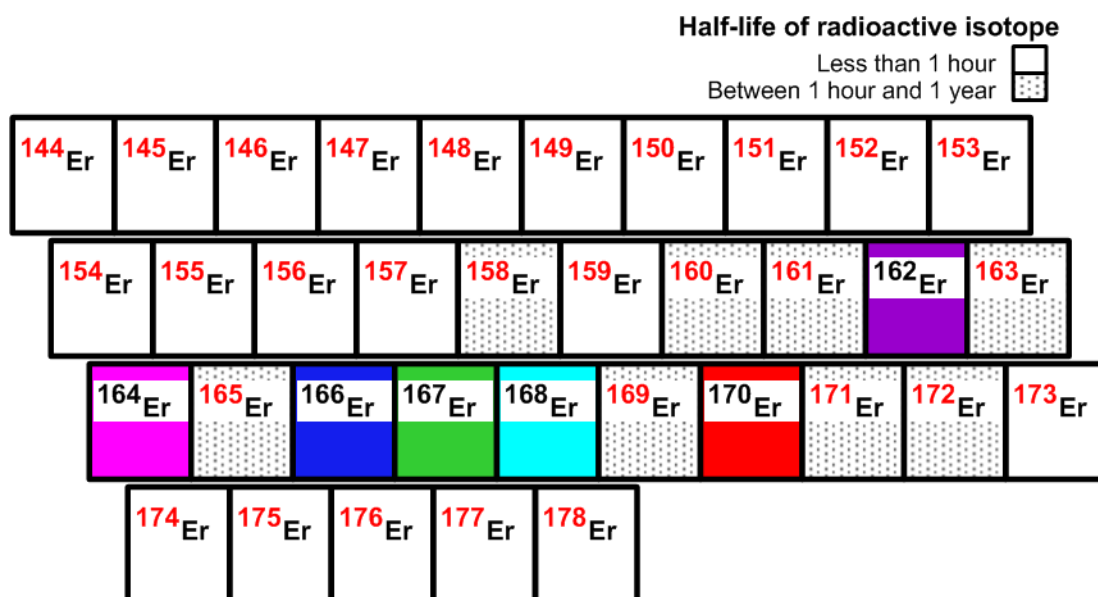 Half-life of radioactive isotope
Less than 1 hour
Between 1 hour and 1 year
144Er 145Er 146Er 147Er 148Er 149Er 150Er 151Er 152Er 153Er
154Er 155Er 156Er 157Er 158Er 159Er 160Er 161Er 162Er 163Er
164Er 165Er 166Er 167Er 168Er 169Er 170Er 171Er 172Er 173Er
174Er 175Er 176Er 177Er 178Er